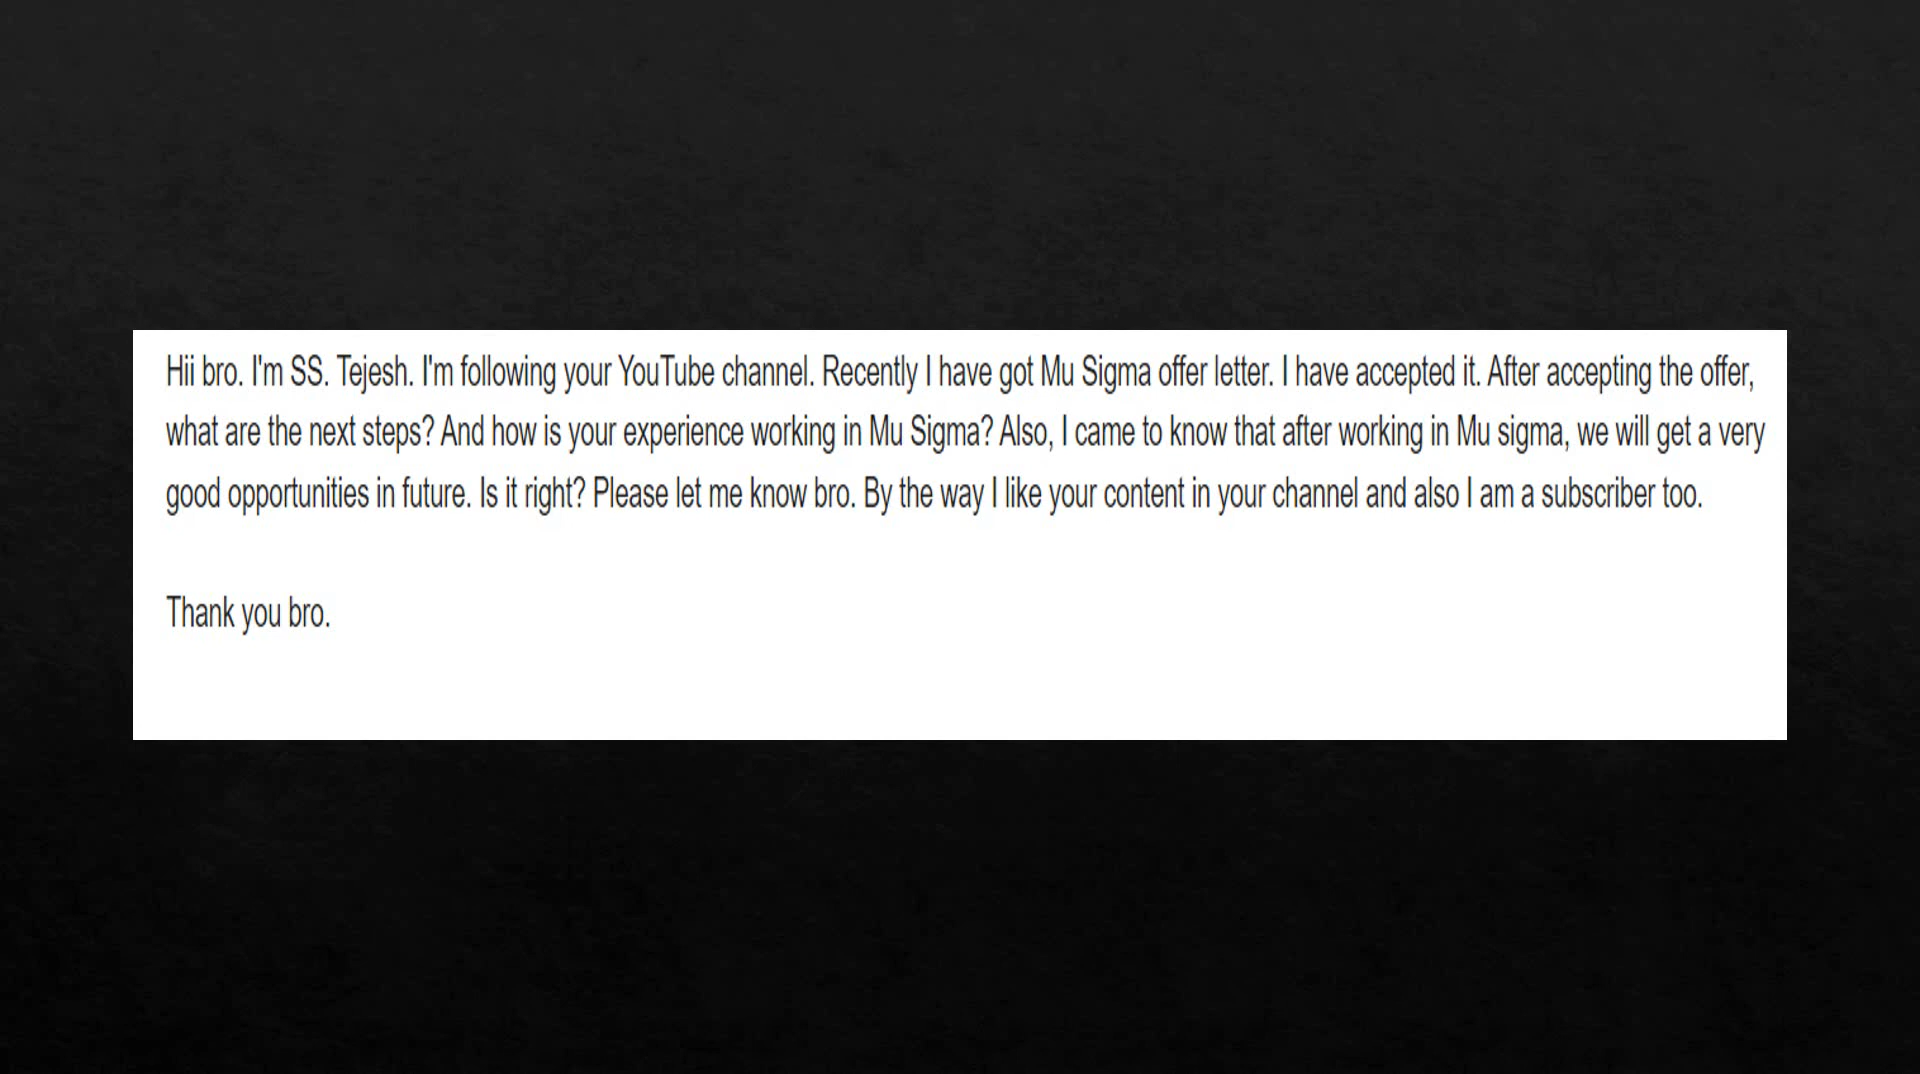 Hii bro. I'm SS. Tejesh. I'm following your YouTube channel. Recently I have got Mu Sigma offer letter. I have accepted it. After accepting the offer,
what are the next steps? And how is your experience working in Mu Sigma? Also, I came to know that after working in Mu sigma, we will get a very
good opportunities in future. Is it right? Please let me know bro. By the way I like your content in your channel and also I am a subscriber too.
Thank you bro.